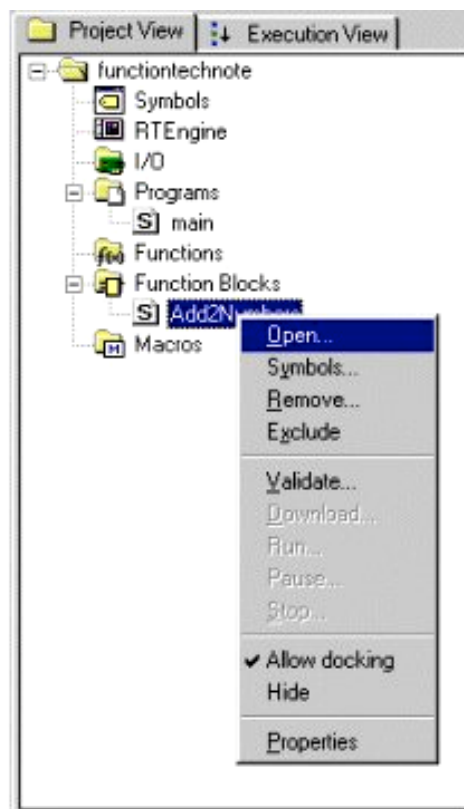 Project View Execution View
functiontechnote
Symbols
RTEngine
I/O
Programs
S main
f(x) Functions
Function Blocks
S Add2Numbers
M Macros
Open...
Symbols...
Remove...
Exclude
Validate...
Download...
Run...
Pause...
Stop...
Allow docking
Hide
Properties